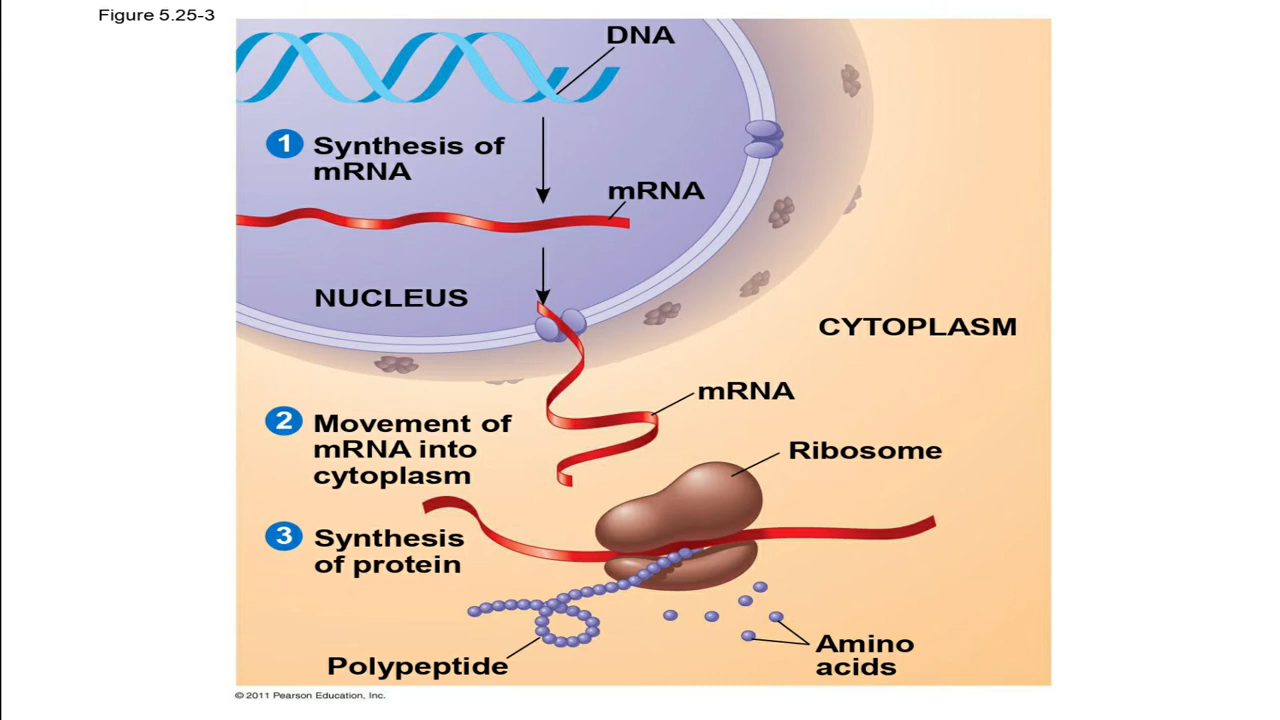 Figure 5.25-3
DNA
1 Synthesis of
mRNA
mRNA
NUCLEUS
CYTOPLASM
mRNA
2 Movement of
mRNA into
cytoplasm
Ribosome
3 Synthesis
of protein
Amino
acids
Polypeptide
© 2011 Pearson Education, Inc.